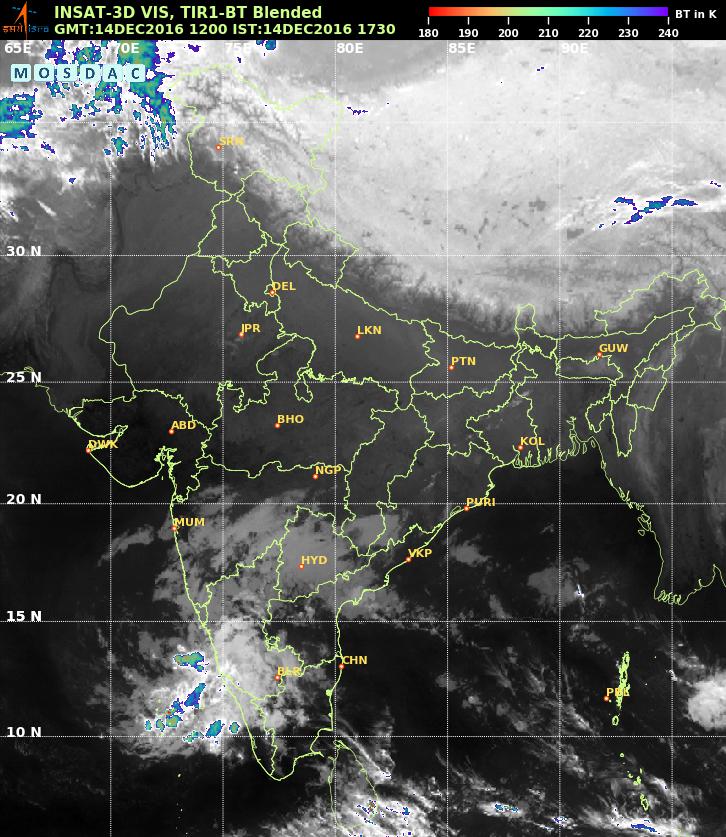 INSAT-3D VIS, TIR1-BT Blended
GMT:14DEC2016 1200 IST:14DEC2016 1730
BT in K
180 190 200 210 220 230 240
65E 70E 75E 80E 85E 90E
M O S D A C
SRN
30 N
DEL
JPR
LKN
GUW
PTN
25 N
ABD
BHO
DWK
KOL
NGP
20 N
PURI
MUM
VKP
HYD
15 N
CHN
BLR
10 N